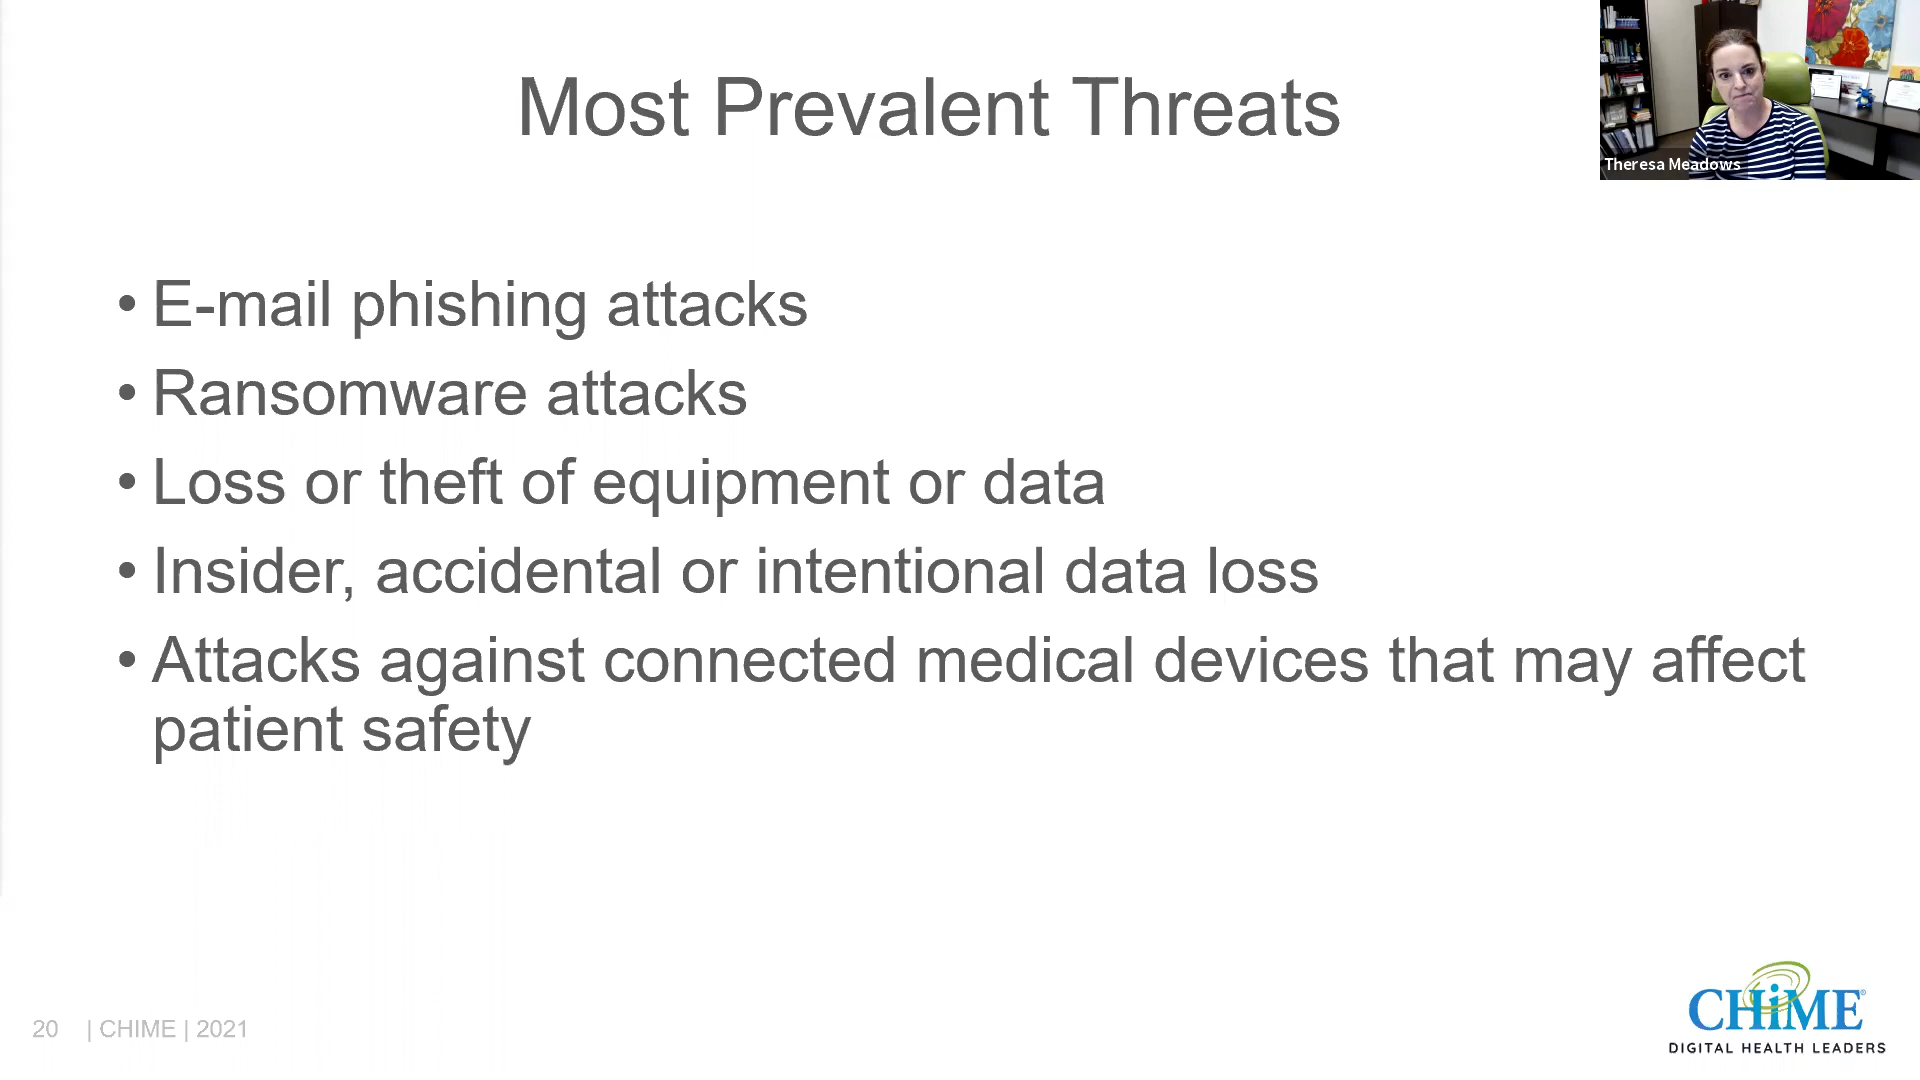 Most Prevalent Threats
Theresa Meadows
• E-mail phishing attacks
• Ransomware attacks
• Loss or theft of equipment or data
• Insider, accidental or intentional data loss
• Attacks against connected medical devices that may affect
patient safety
20 | CHIME | 2021
CHiME®
DIGITAL HEALTH LEADERS